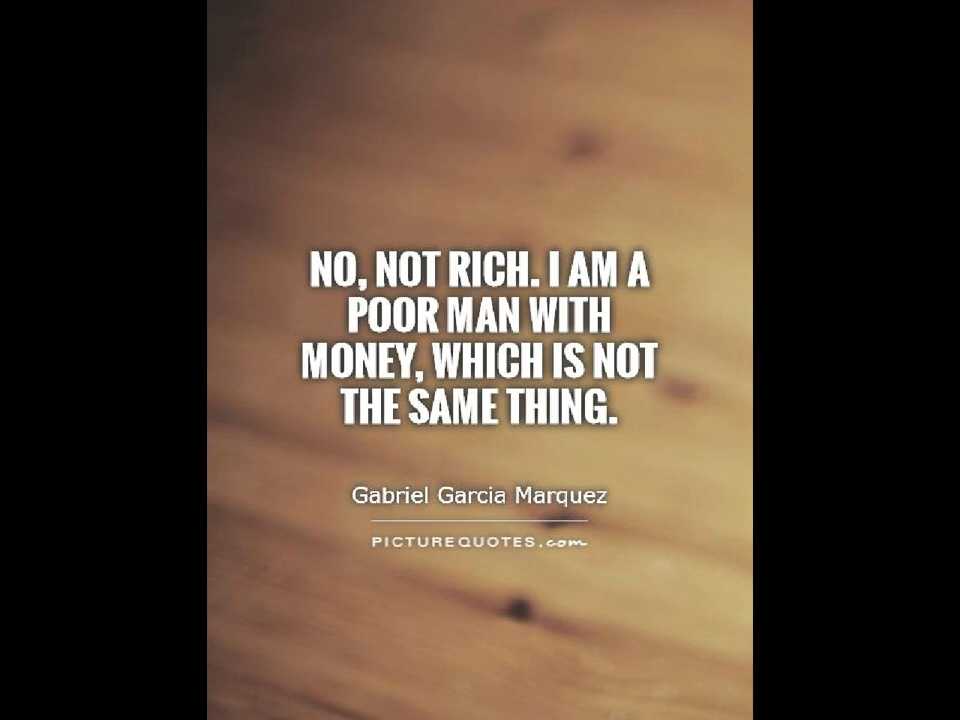 NO, NOT RICH. I AM A
POOR MAN WITH
MONEY, WHICH IS NOT
THE SAME THING.
Gabriel Garcia Marquez
PICTUREQUOTES.com